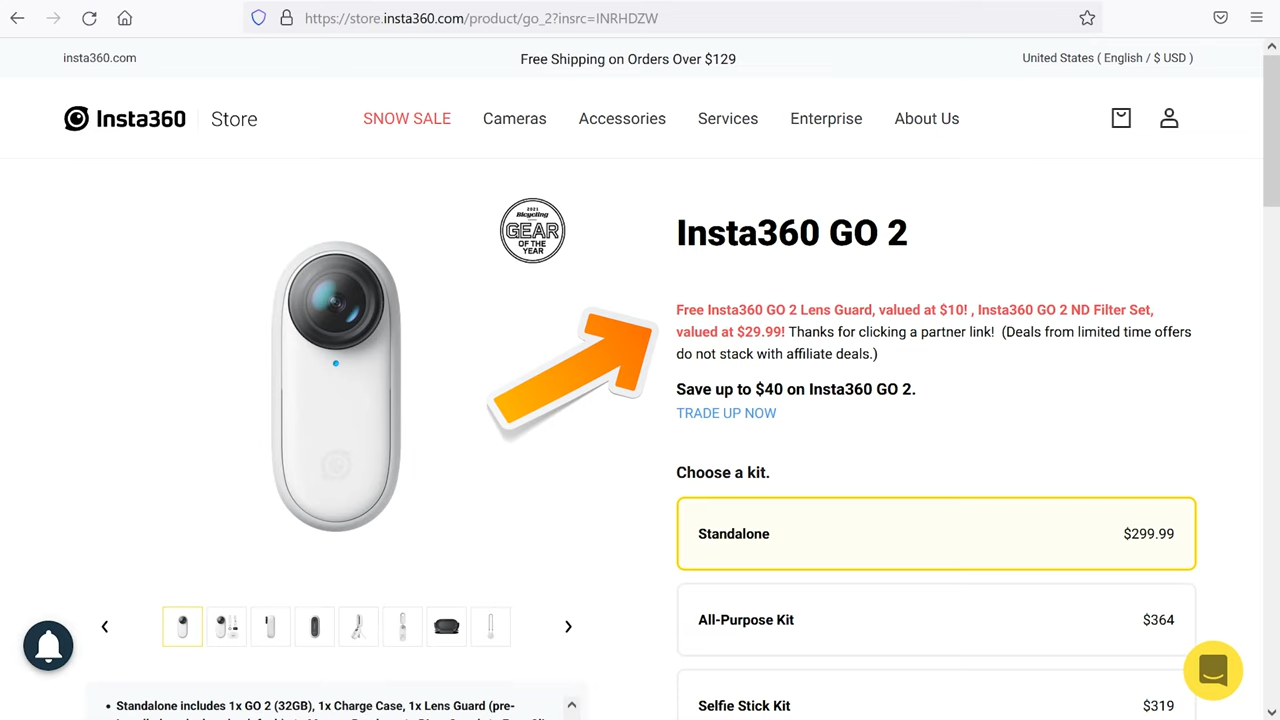 https://store.insta360.com/product/go_2?insrc=INRHDZW
insta360.com
Free Shipping on Orders Over $129
United States ( English / $ USD )
Insta360 Store
SNOW SALE
Cameras
Accessories
Services
Enterprise
About Us
2021
Bicycling
GEAR
OF THE
YEAR
Insta360 GO 2
Free Insta360 GO 2 Lens Guard, valued at $10! , Insta360 GO 2 ND Filter Set,
valued at $29.99! Thanks for clicking a partner link!  (Deals from limited time offers
do not stack with affiliate deals.)
Save up to $40 on Insta360 GO 2.
TRADE UP NOW
Choose a kit.
Standalone $299.99
All-Purpose Kit $364
Selfie Stick Kit $319
• Standalone includes 1x GO 2 (32GB), 1x Charge Case, 1x Lens Guard (pre-